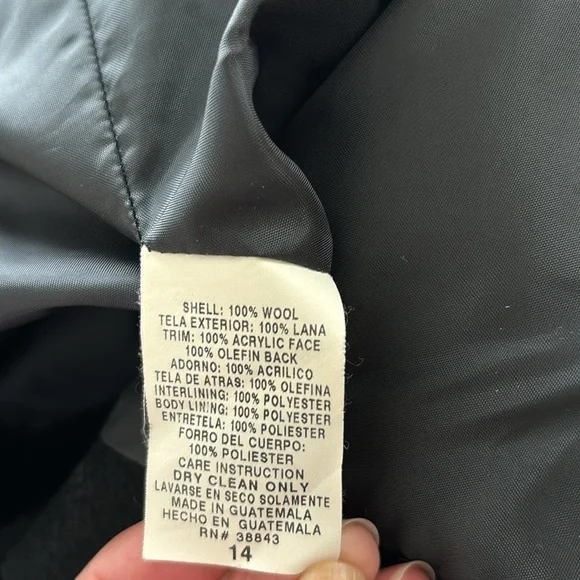 SHELL: 100% WOOL
TELA EXTERIOR: 100% LANA
TRIM: 100% ACRYLIC FACE
100% OLEFIN BACK
ADORNO: 100% ACRILICO
TELA DE ATRAS: 100% OLEFINA
INTERLINING: 100% POLYESTER
BODY LINING: 100% POLYESTER
ENTRETELA: 100% POLIESTER
FORRO DEL CUERPO:
100% POLIESTER
CARE INSTRUCTION
DRY CLEAN ONLY
LAVARSE EN SECO SOLAMENTE
MADE IN GUATEMALA
HECHO EN GUATEMALA
RN# 38843
14